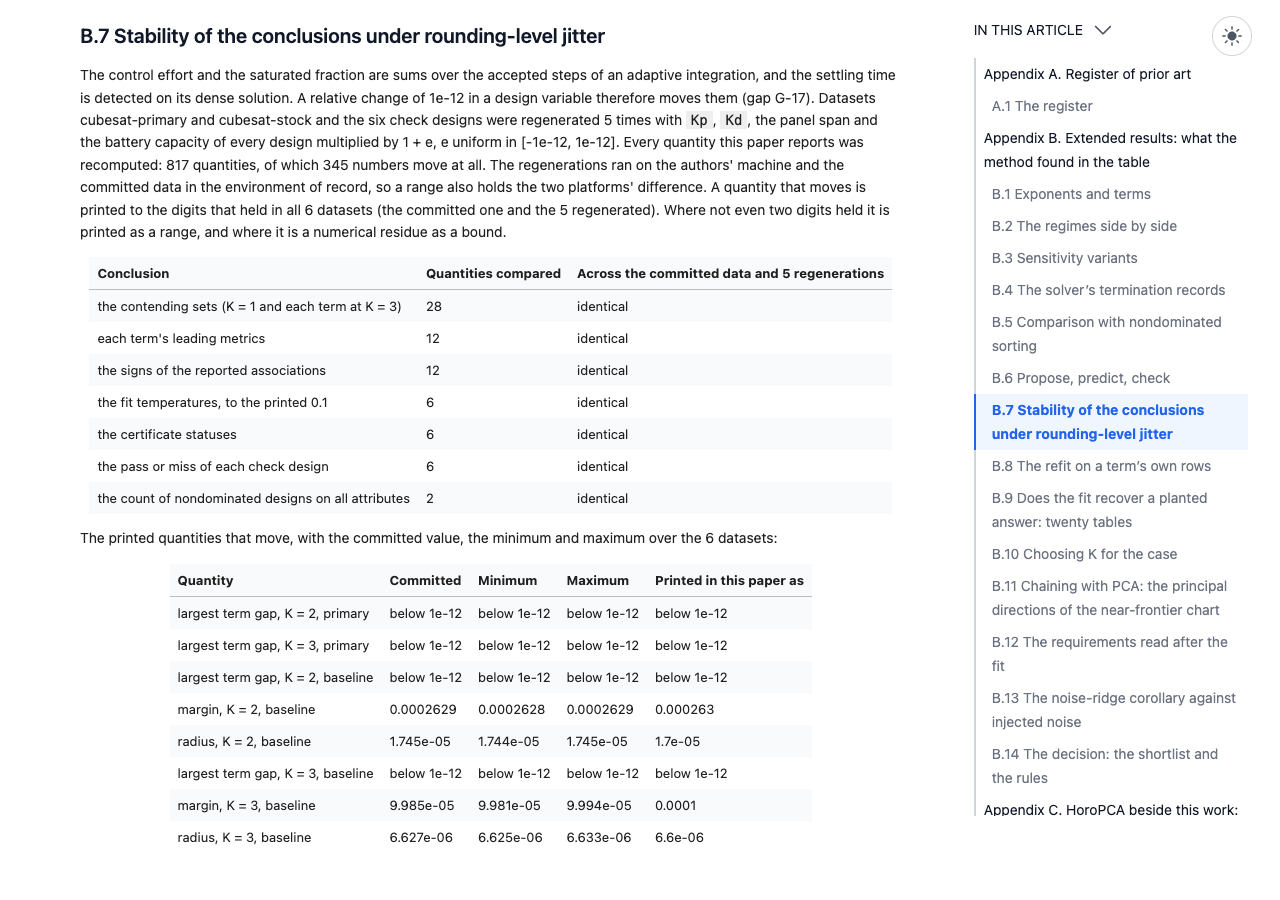 B.7 Stability of the conclusions under rounding-level jitter
The control effort and the saturated fraction are sums over the accepted steps of an adaptive integration, and the settling time
is detected on its dense solution. A relative change of 1e-12 in a design variable therefore moves them (gap G-17). Datasets
cubesat-primary and cubesat-stock and the six check designs were regenerated 5 times with Kp, Kd, the panel span and
the battery capacity of every design multiplied by 1 + e, e uniform in [-1e-12, 1e-12]. Every quantity this paper reports was
recomputed: 817 quantities, of which 345 numbers move at all. The regenerations ran on the authors' machine and the
committed data in the environment of record, so a range also holds the two platforms' difference. A quantity that moves is
printed to the digits that held in all 6 datasets (the committed one and the 5 regenerated). Where not even two digits held it is
printed as a range, and where it is a numerical residue as a bound.
Conclusion Quantities compared Across the committed data and 5 regenerations
the contending sets (K = 1 and each term at K = 3) 28 identical
each term's leading metrics 12 identical
the signs of the reported associations 12 identical
the fit temperatures, to the printed 0.1 6 identical
the certificate statuses 6 identical
the pass or miss of each check design 6 identical
the count of nondominated designs on all attributes 2 identical
The printed quantities that move, with the committed value, the minimum and maximum over the 6 datasets:
Quantity Committed Minimum Maximum Printed in this paper as
largest term gap, K = 2, primary below 1e-12 below 1e-12 below 1e-12 below 1e-12
largest term gap, K = 3, primary below 1e-12 below 1e-12 below 1e-12 below 1e-12
largest term gap, K = 2, baseline below 1e-12 below 1e-12 below 1e-12 below 1e-12
margin, K = 2, baseline 0.0002629 0.0002628 0.0002629 0.000263
radius, K = 2, baseline 1.745e-05 1.744e-05 1.745e-05 1.7e-05
largest term gap, K = 3, baseline below 1e-12 below 1e-12 below 1e-12 below 1e-12
margin, K = 3, baseline 9.985e-05 9.981e-05 9.994e-05 0.0001
radius, K = 3, baseline 6.627e-06 6.625e-06 6.633e-06 6.6e-06
IN THIS ARTICLE
Appendix A. Register of prior art
A.1 The register
Appendix B. Extended results: what the
method found in the table
B.1 Exponents and terms
B.2 The regimes side by side
B.3 Sensitivity variants
B.4 The solver’s termination records
B.5 Comparison with nondominated
sorting
B.6 Propose, predict, check
B.7 Stability of the conclusions
under rounding-level jitter
B.8 The refit on a term’s own rows
B.9 Does the fit recover a planted
answer: twenty tables
B.10 Choosing K for the case
B.11 Chaining with PCA: the principal
directions of the near-frontier chart
B.12 The requirements read after the
fit
B.13 The noise-ridge corollary against
injected noise
B.14 The decision: the shortlist and
the rules
Appendix C. HoroPCA beside this work: